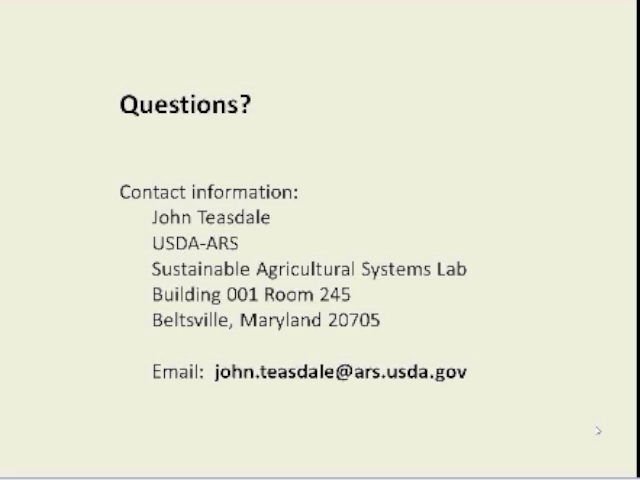 Questions?
Contact information:
John Teasdale
USDA-ARS
Sustainable Agricultural Systems Lab
Building 001 Room 245
Beltsville, Maryland 20705
Email: john.teasdale@ars.usda.gov